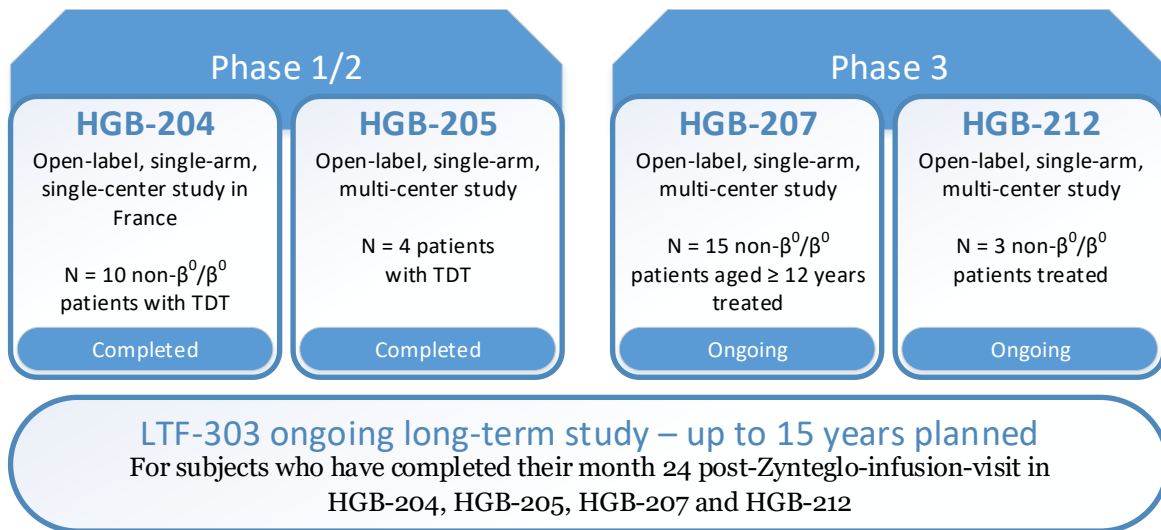 Phase 1/2
HGB-204
Open-label, single-arm,
single-center study in
France
N = 10 non-β⁰/β⁰
patients with TDT
Completed
HGB-205
Open-label, single-arm,
multi-center study
N = 4 patients
with TDT
Completed
Phase 3
HGB-207
Open-label, single-arm,
multi-center study
N = 15 non-β⁰/β⁰
patients aged ≥ 12 years
treated
Ongoing
HGB-212
Open-label, single-arm,
multi-center study
N = 3 non-β⁰/β⁰
patients treated
Ongoing
LTF-303 ongoing long-term study – up to 15 years planned
For subjects who have completed their month 24 post-Zynteglo-infusion-visit in
HGB-204, HGB-205, HGB-207 and HGB-212